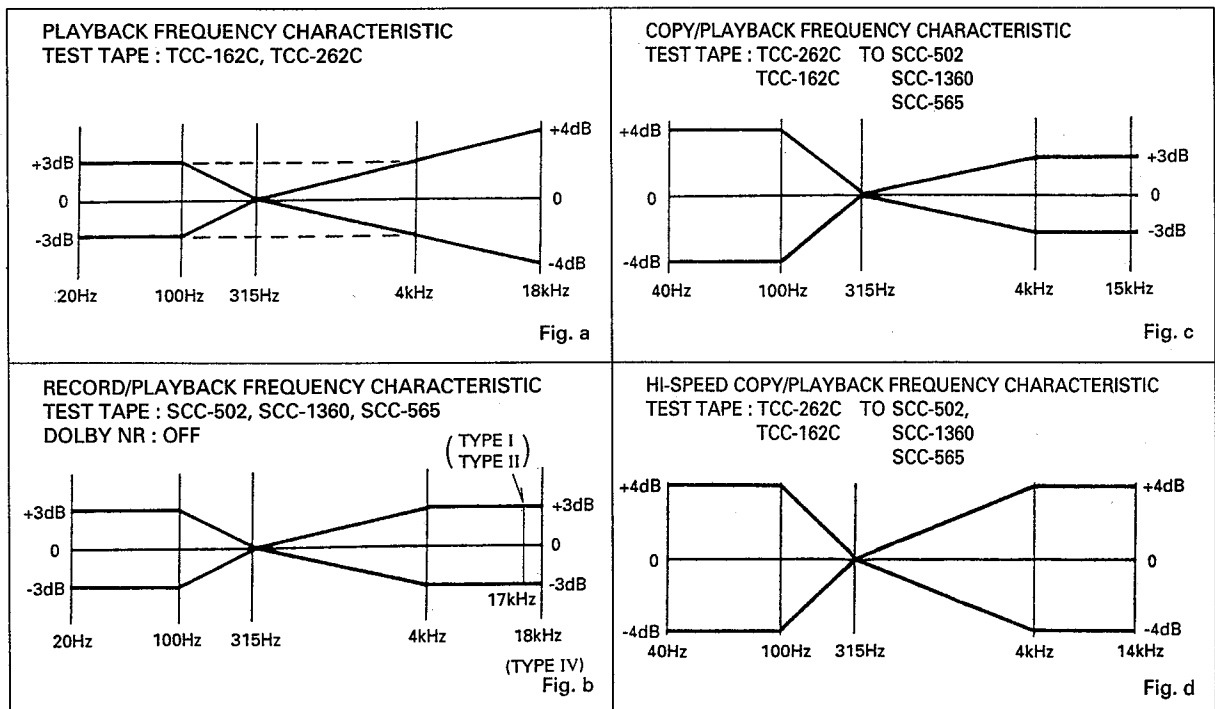 PLAYBACK FREQUENCY CHARACTERISTIC
TEST TAPE : TCC-162C, TCC-262C
+4dB
+3dB
0
0
-3dB
-4dB
20Hz 100Hz 315Hz 4kHz 18kHz
Fig. a
COPY/PLAYBACK FREQUENCY CHARACTERISTIC
TEST TAPE : TCC-262C TO SCC-502
TCC-162C SCC-1360
SCC-565
+4dB
+3dB
0
0
-3dB
-4dB
40Hz 100Hz 315Hz 4kHz 15kHz
Fig. c
RECORD/PLAYBACK FREQUENCY CHARACTERISTIC
TEST TAPE : SCC-502, SCC-1360, SCC-565
DOLBY NR : OFF
(TYPE I
TYPE II)
+3dB +3dB
0 0
-3dB -3dB
17kHz
20Hz 100Hz 315Hz 4kHz 18kHz
(TYPE IV)
Fig. b
HI-SPEED COPY/PLAYBACK FREQUENCY CHARACTERISTIC
TEST TAPE : TCC-262C TO SCC-502,
TCC-162C SCC-1360
SCC-565
+4dB +4dB
0 0
-4dB -4dB
40Hz 100Hz 315Hz 4kHz 14kHz
Fig. d